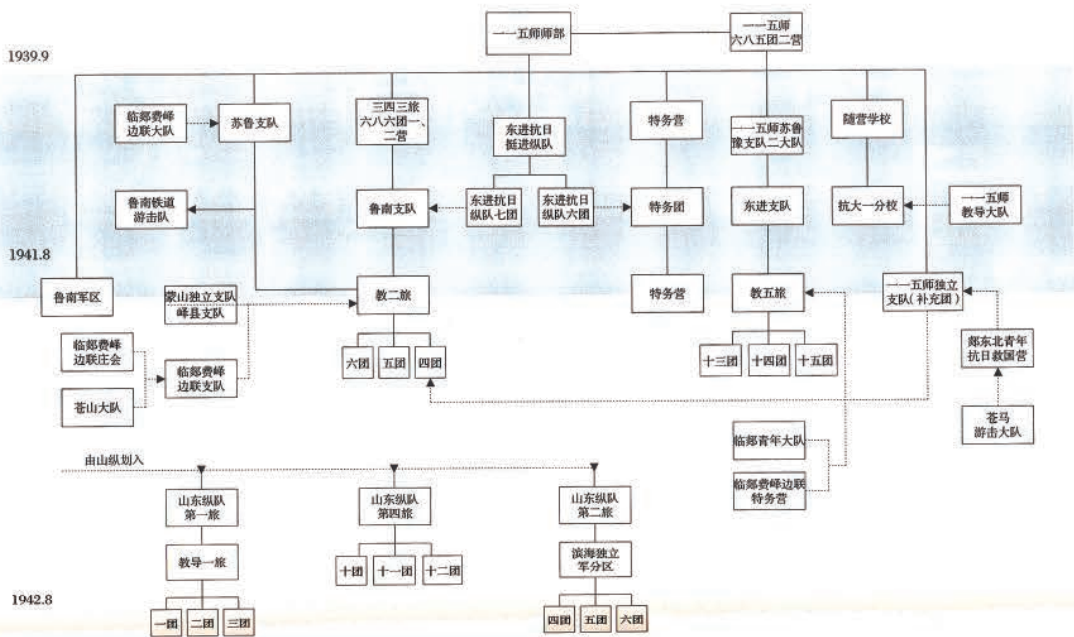 一一五师师部
一一五师
六八五团二营
1939.9
临郯费峄
边联大队
苏鲁支队
三四三旅
六八六团一、
二营
东进抗日
挺进纵队
特务营
一一五师苏鲁
豫支队二大队
随营学校
鲁南铁道
游击队
鲁南支队
东进抗日
纵队七团
东进抗日
纵队六团
特务团
东进支队
抗大一分校
一一五师
教导大队
1941.8
鲁南军区
蒙山独立支队
峄县支队
教二旅
特务营
教五旅
一一五师独立
支队(补充团)
临郯费峄
边联庄会
临郯费峄
边联支队
六团
五团
四团
十三团
十四团
十五团
郯东北青年
抗日救国营
苍山大队
苍马
游击大队
临郯青年大队
临郯费峄边联
特务营
由山纵划入
山东纵队
第一旅
山东纵队
第四旅
山东纵队
第二旅
教导一旅
十团
十一团
十二团
滨海独立
军分区
1942.8
一团
二团
三团
四团
五团
六团